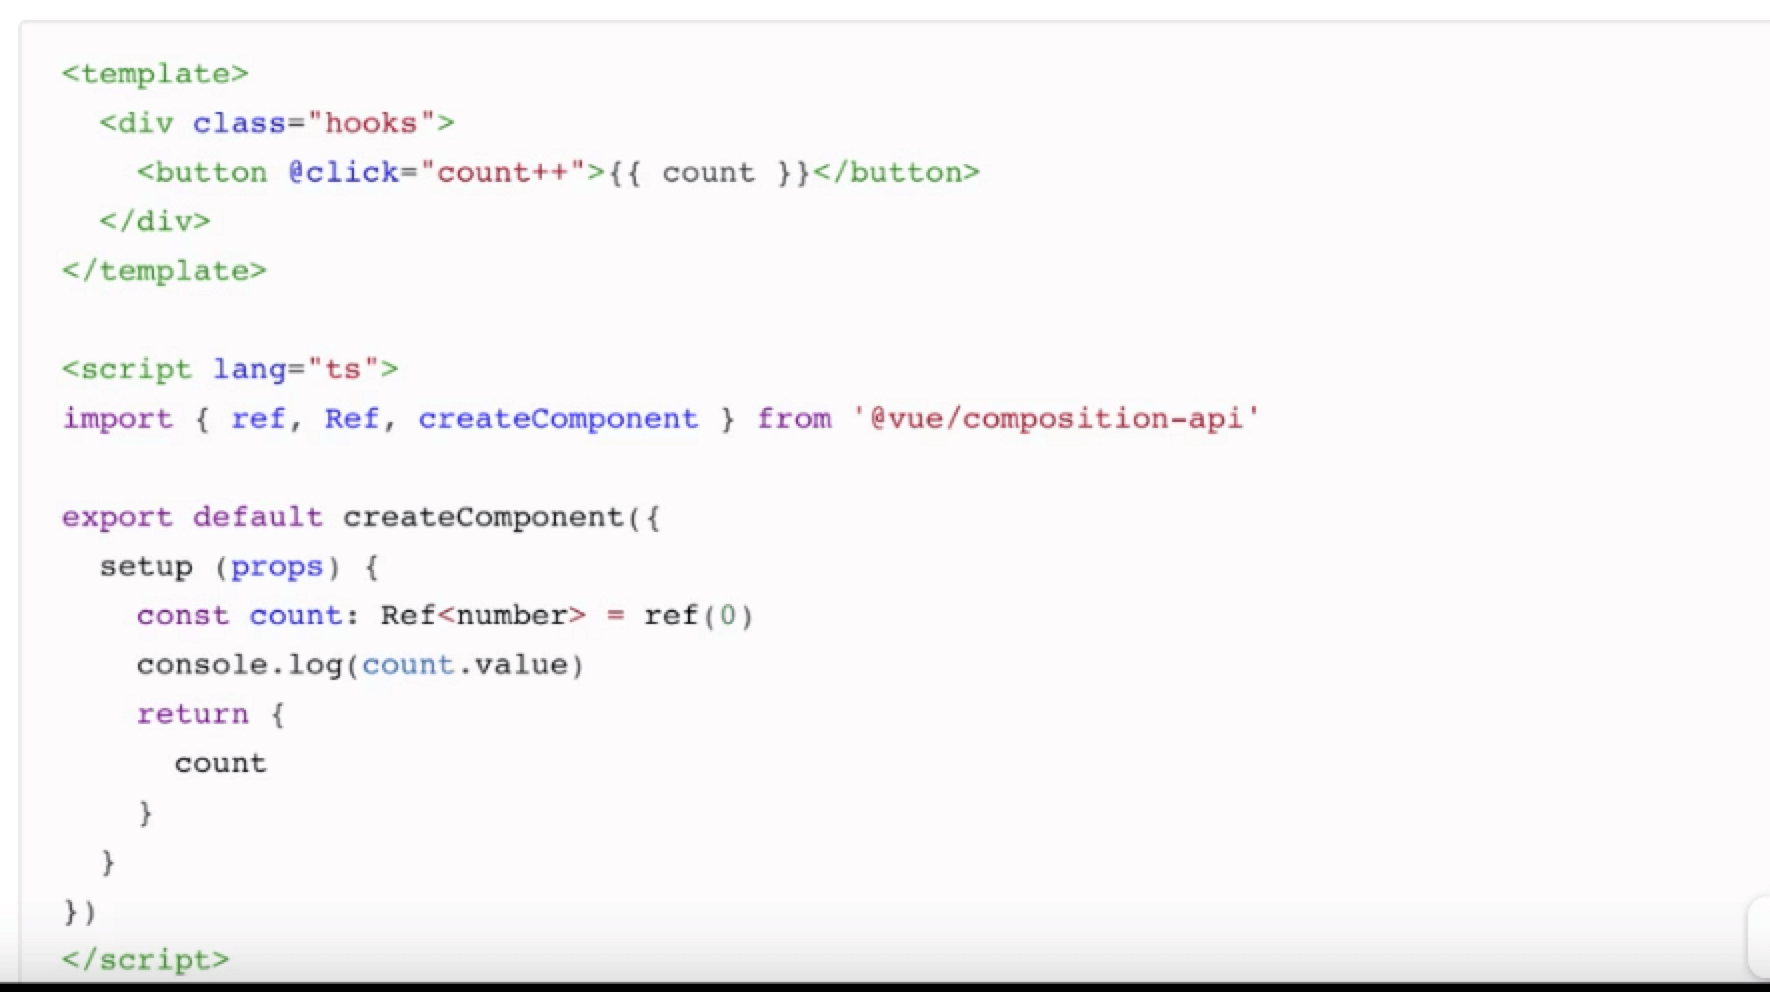 <template>
  <div class="hooks">
    <button @click="count++">{{ count }}</button>
  </div>
</template>

<script lang="ts">
import { ref, Ref, createComponent } from '@vue/composition-api'

export default createComponent({
  setup (props) {
    const count: Ref<number> = ref(0)
    console.log(count.value)
    return {
      count
    }
  }
})
</script>